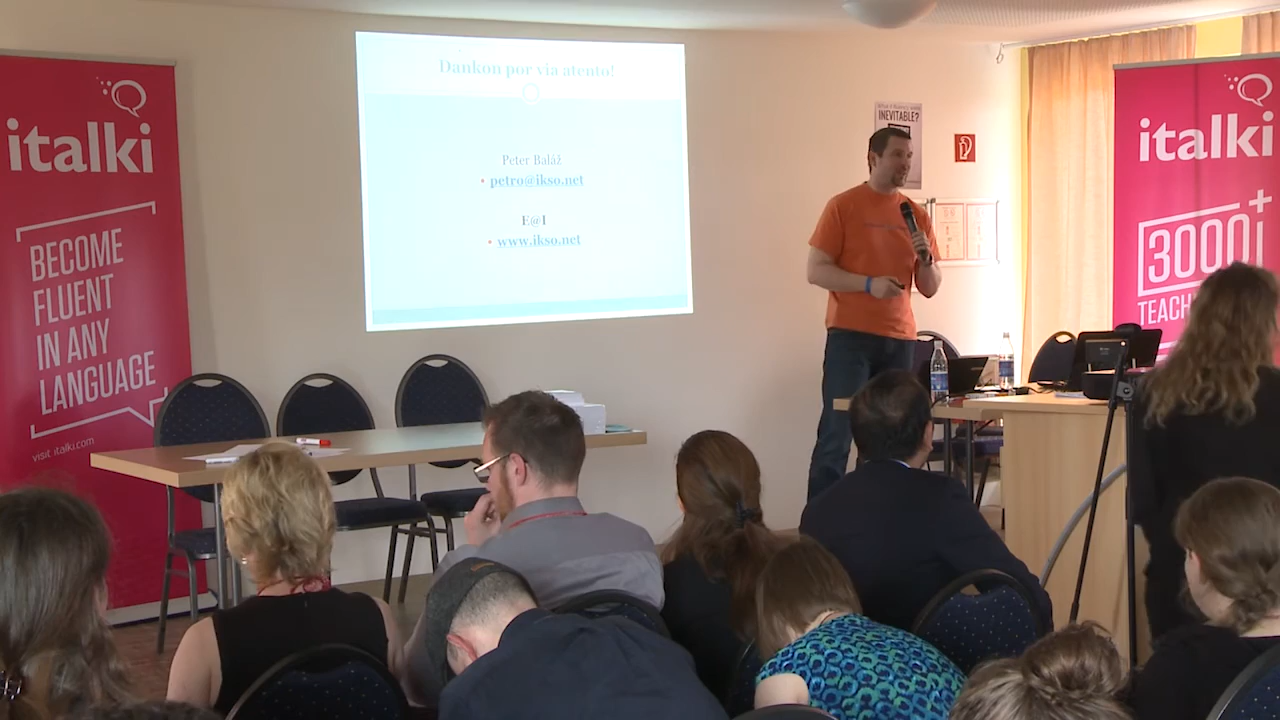 italki
BECOME
FLUENT
IN ANY
LANGUAGE
visit italki.com
Dankon por via atento!
Peter Baláž
• petro@ikso.net
E@I
• www.ikso.net
INEVITABLE?
italki
3000+